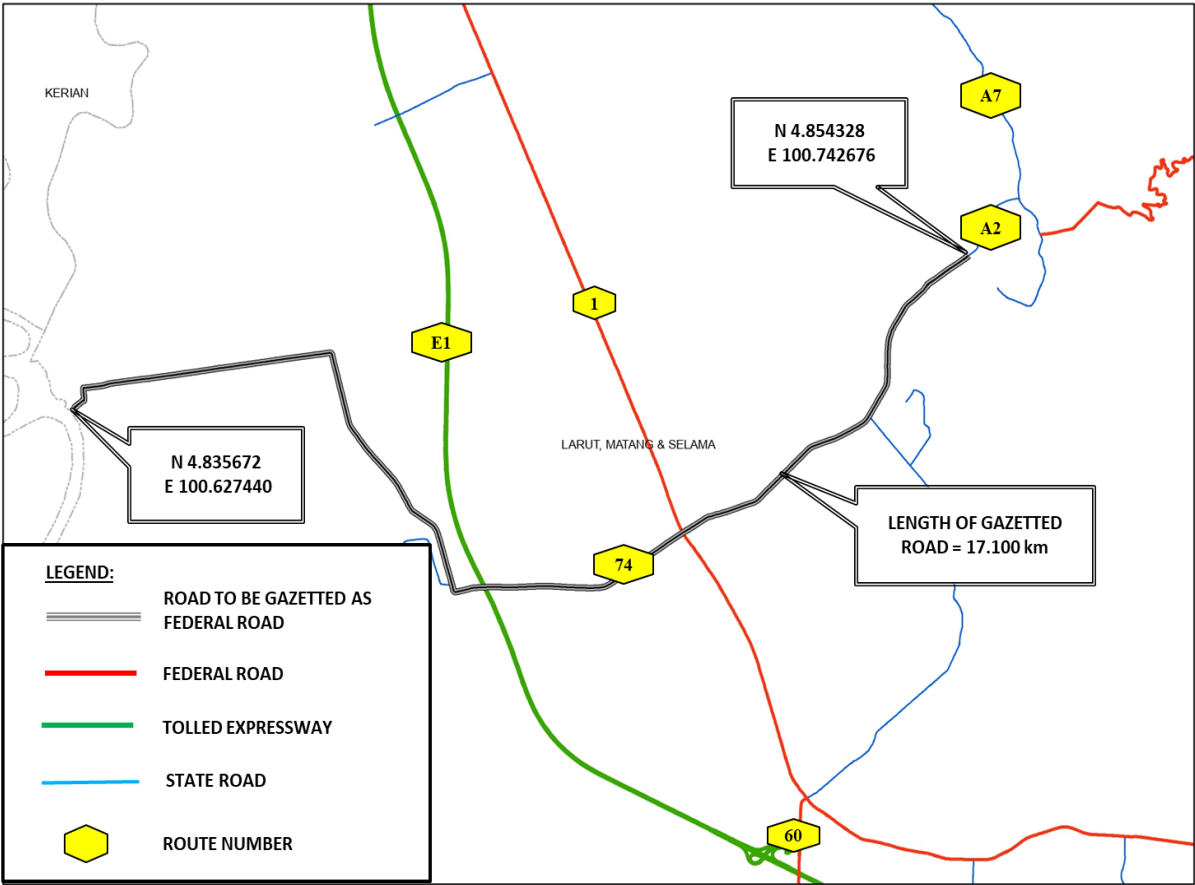 KERIAN
A7
N 4.854328
E 100.742676
A2
1
E1
LARUT, MATANG & SELAMA
N 4.835672
E 100.627440
LENGTH OF GAZETTED
ROAD = 17.100 km
74
LEGEND:
ROAD TO BE GAZETTED AS
FEDERAL ROAD
FEDERAL ROAD
TOLLED EXPRESSWAY
STATE ROAD
ROUTE NUMBER
60